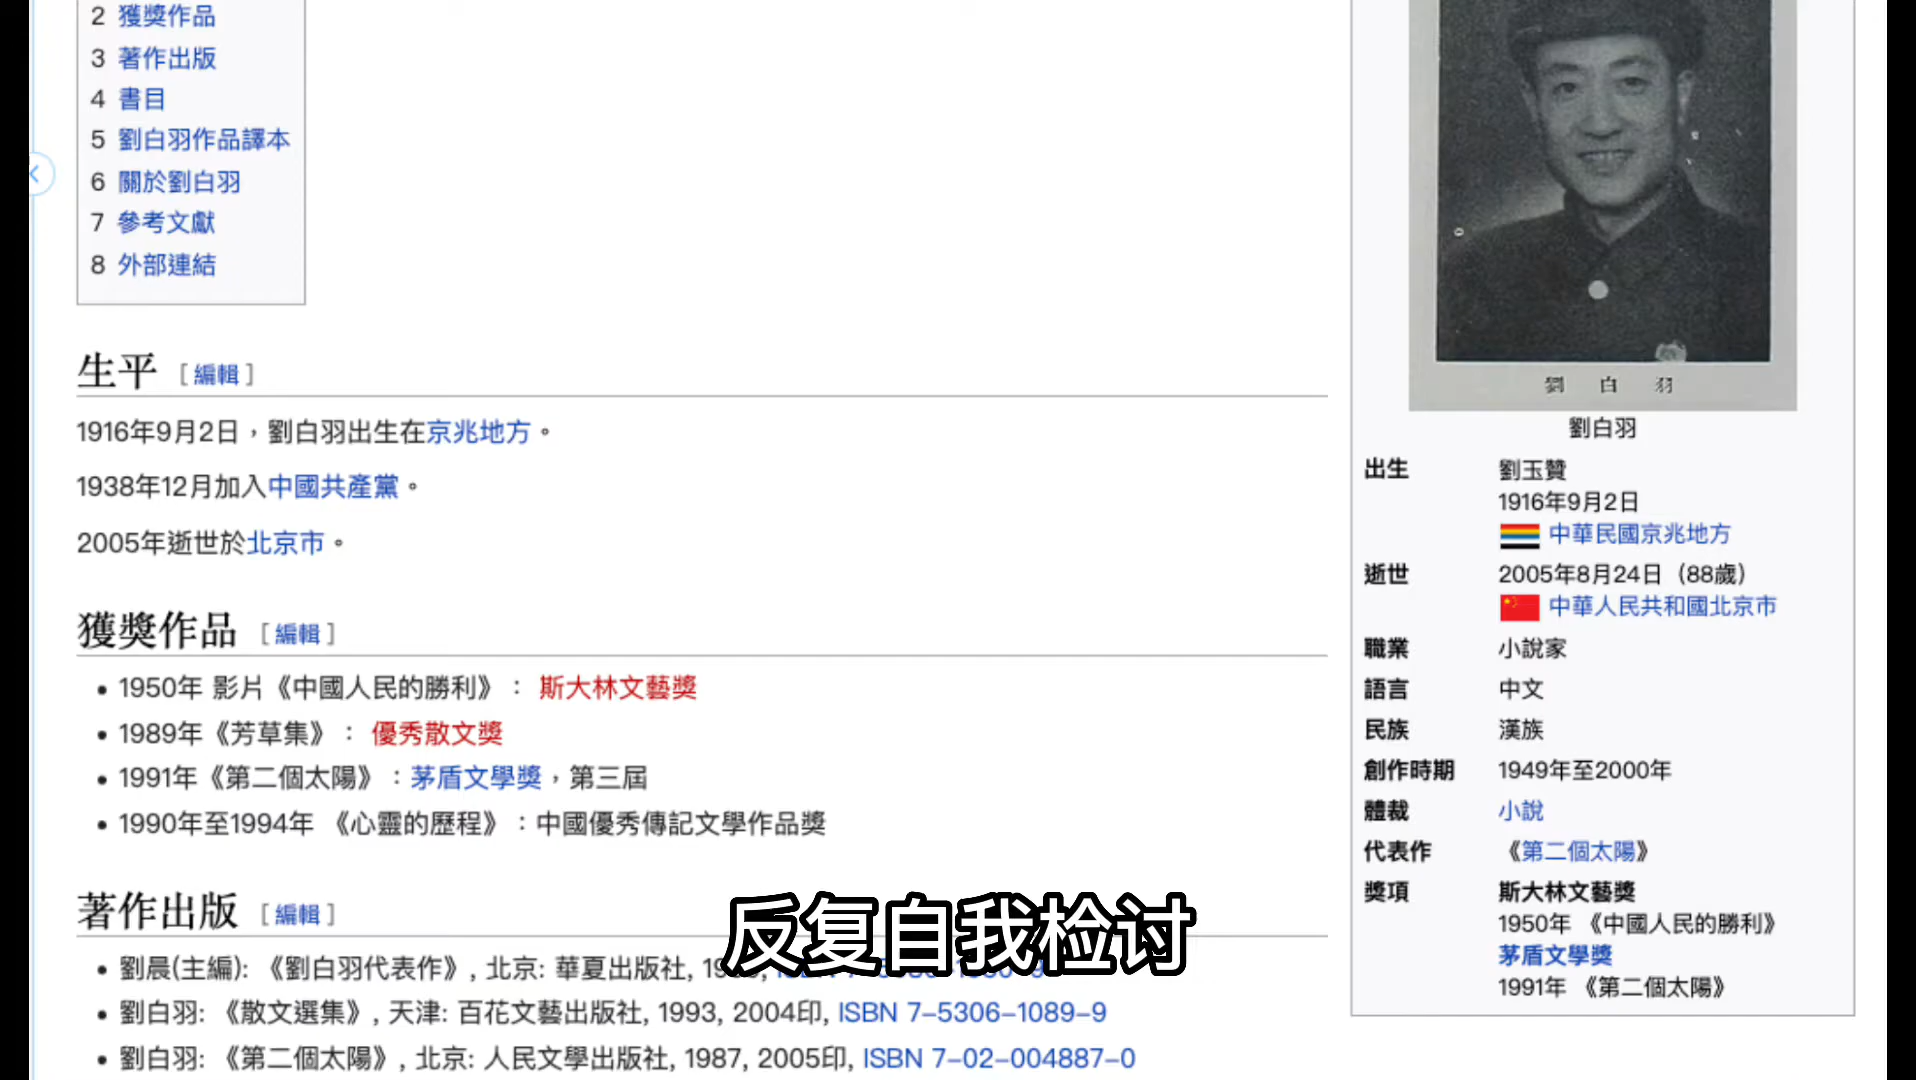 2 獲獎作品
3 著作出版
4 書目
5 劉白羽作品譯本
6 關於劉白羽
7 參考文獻
8 外部連結
生平 [編輯]
1916年9月2日，劉白羽出生在京兆地方。
1938年12月加入中國共產黨。
2005年逝世於北京市。
獲獎作品 [編輯]
• 1950年 影片《中國人民的勝利》： 斯大林文藝獎
• 1989年《芳草集》： 優秀散文獎
• 1991年《第二個太陽》：茅盾文學獎，第三屆
• 1990年至1994年 《心靈的歷程》：中國優秀傳記文學作品獎
著作出版 [編輯]
• 劉晨(主編): 《劉白羽代表作》, 北京: 華夏出版社,
• 劉白羽: 《散文選集》, 天津: 百花文藝出版社, 1993, 2004印, ISBN 7-5306-1089-9
• 劉白羽: 《第二個太陽》, 北京: 人民文學出版社, 1987, 2005印, ISBN 7-02-004887-0
劉 白 羽
劉白羽
出生 劉玉贊
1916年9月2日
中華民國京兆地方
逝世 2005年8月24日（88歲）
中華人民共和國北京市
職業 小說家
語言 中文
民族 漢族
創作時期 1949年至2000年
體裁 小說
代表作 《第二個太陽》
獎項 斯大林文藝獎
1950年 《中國人民的勝利》
茅盾文學獎
1991年 《第二個太陽》
反复自我检讨